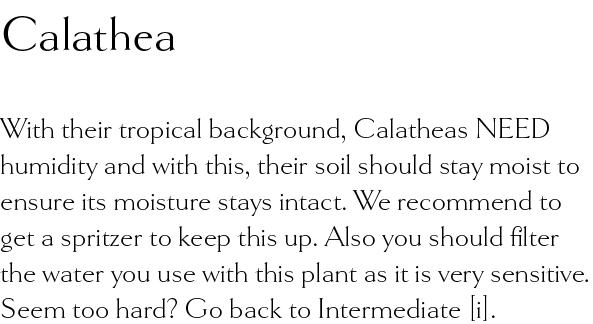 Calathea
With their tropical background, Calatheas NEED
humidity and with this, their soil should stay moist to
ensure its moisture stays intact. We recommend to
get a spritzer to keep this up. Also you should filter
the water you use with this plant as it is very sensitive.
Seem too hard? Go back to Intermediate [i].